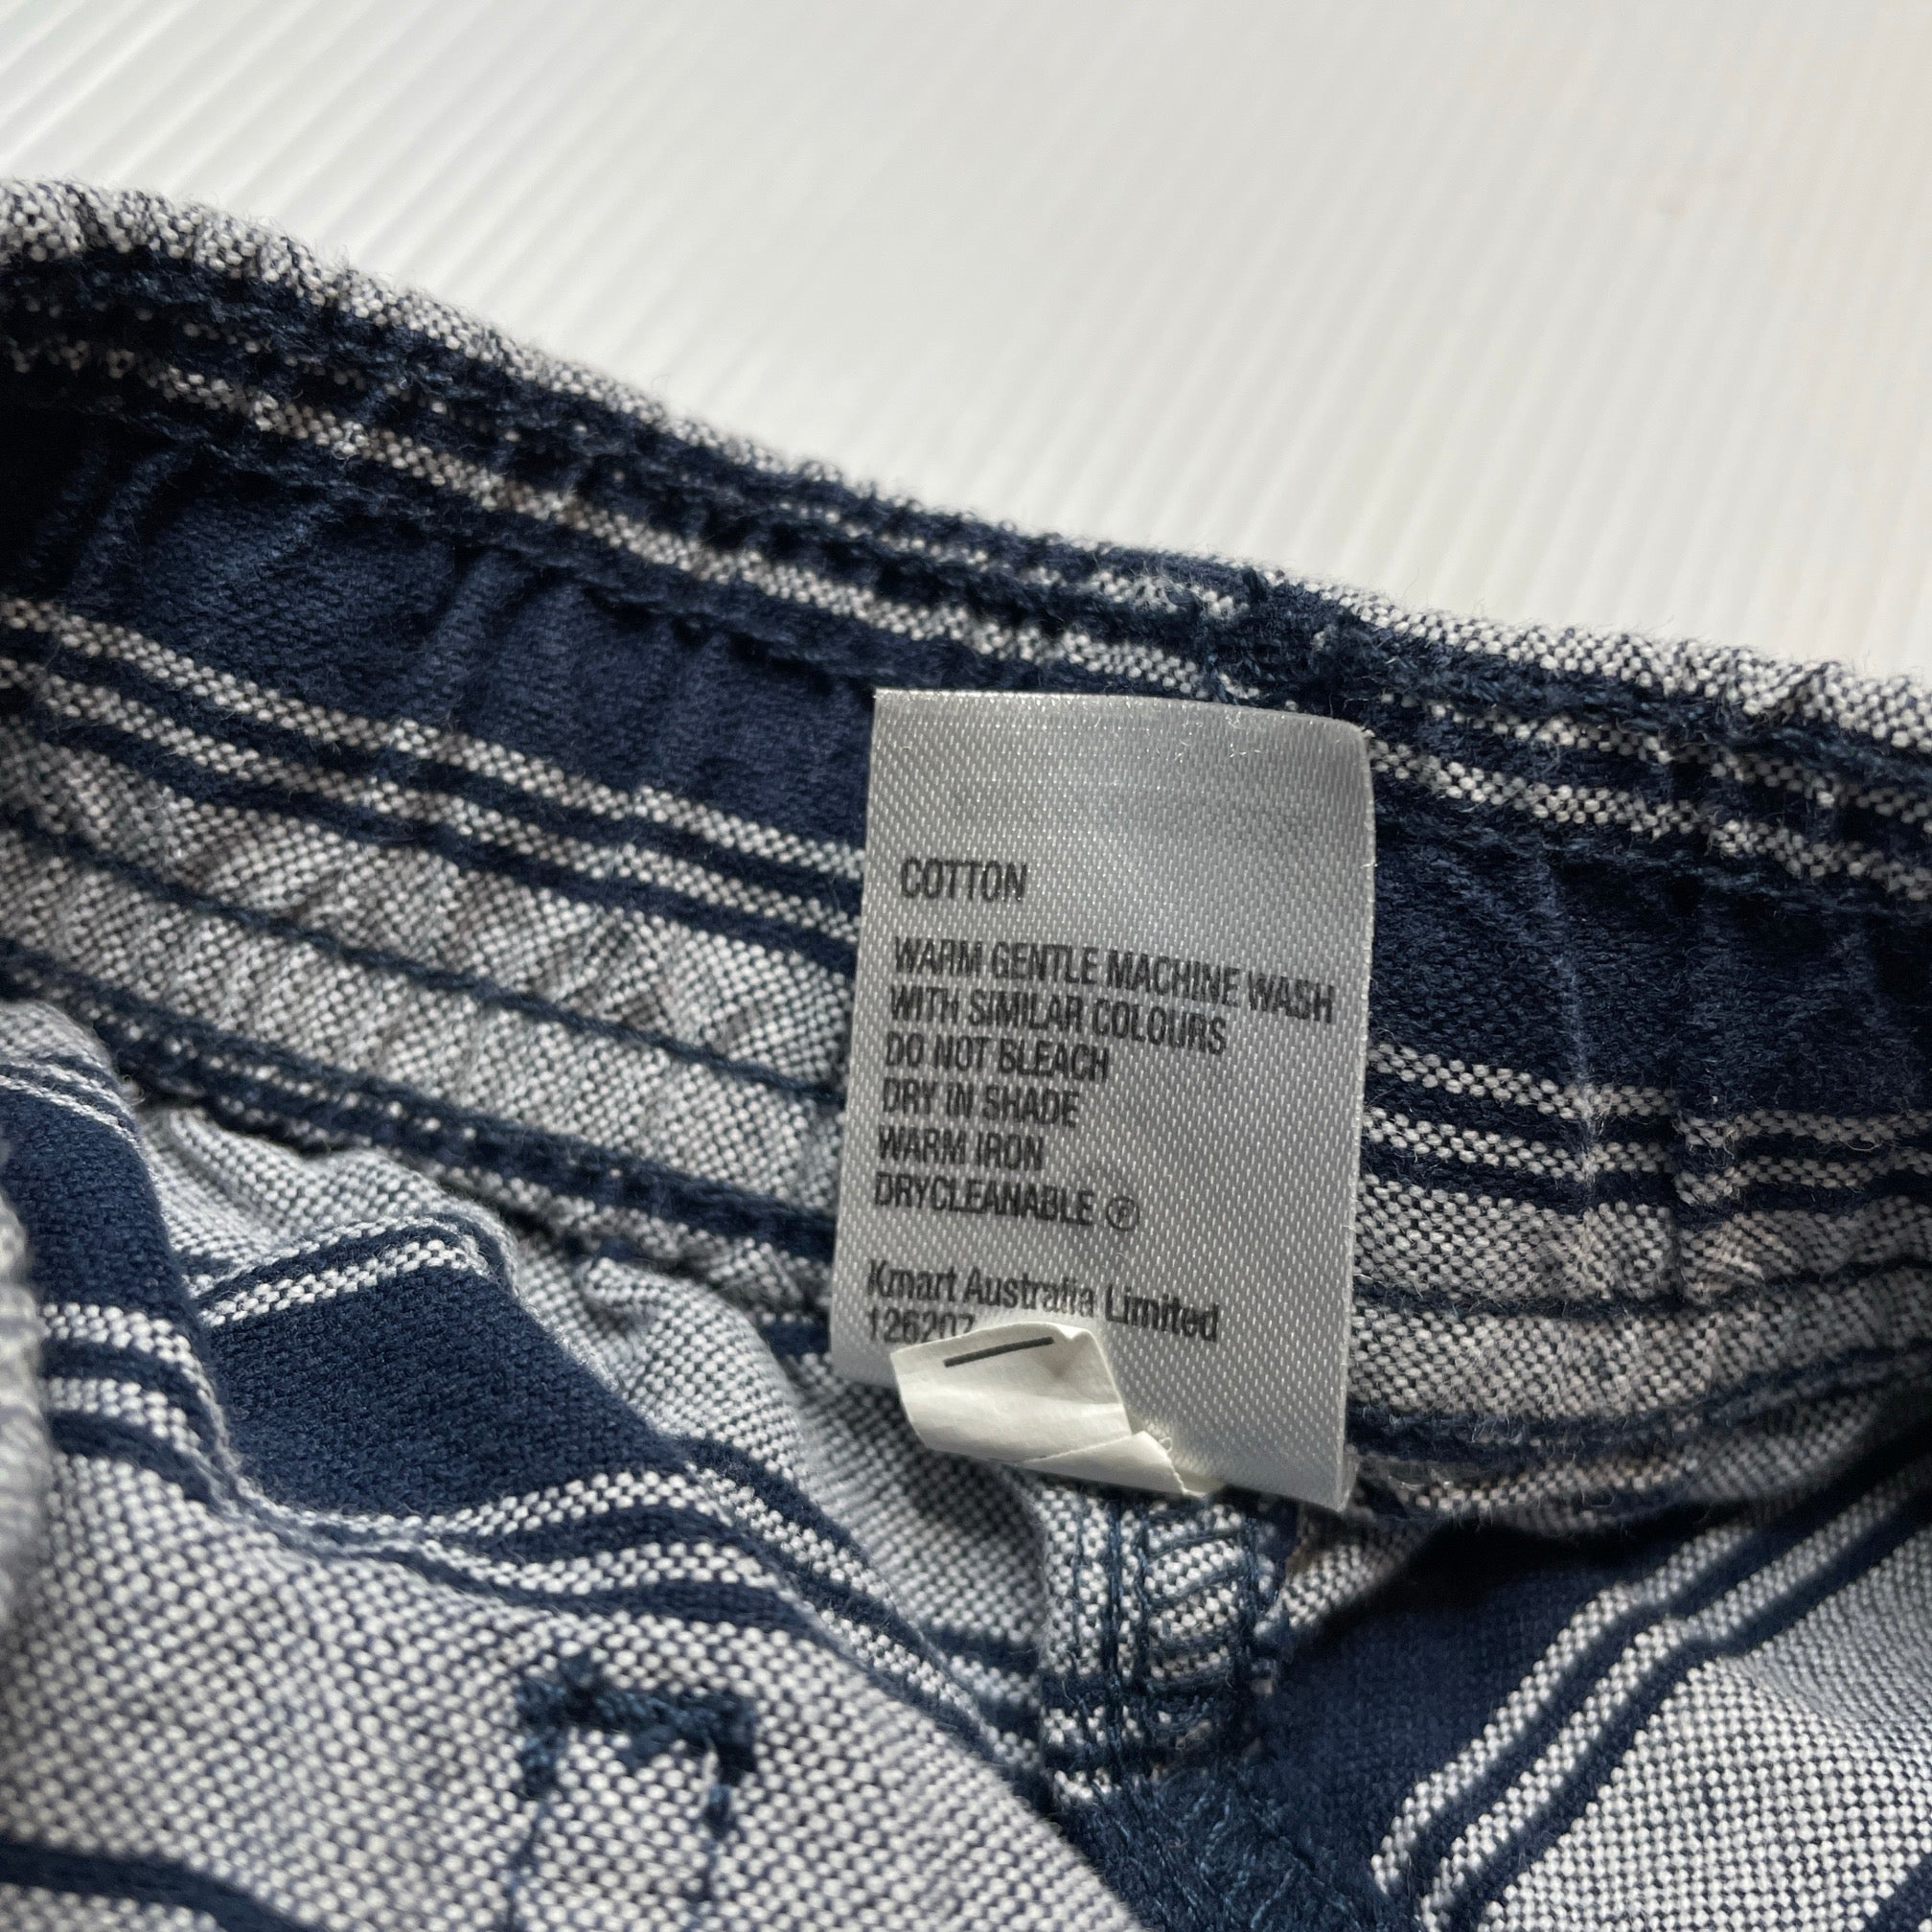 COTTON
WARM GENTLE MACHINE WASH
WITH SIMILAR COLOURS
DO NOT BLEACH
DRY IN SHADE
WARM IRON
DRYCLEANABLE Ⓟ
Kmart Australia Limited
126207